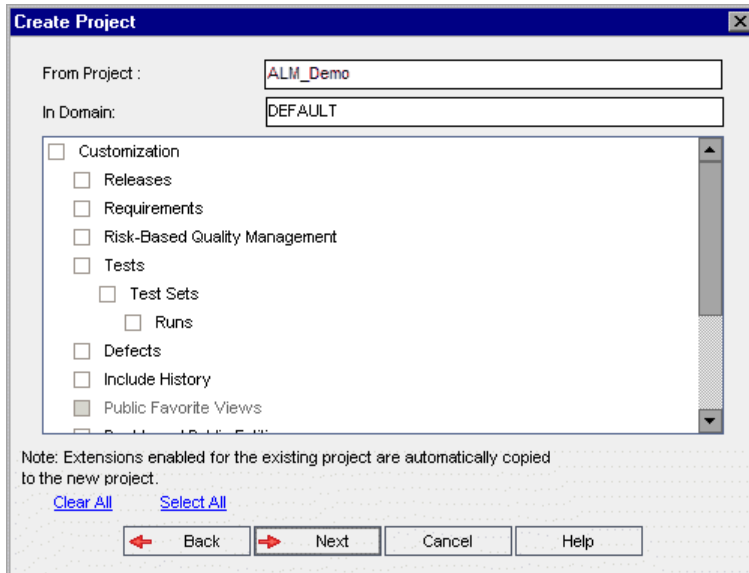 Create Project
From Project :
ALM_Demo
In Domain:
DEFAULT
Customization
Releases
Requirements
Risk-Based Quality Management
Tests
Test Sets
Runs
Defects
Include History
Public Favorite Views
Note: Extensions enabled for the existing project are automatically copied
to the new project.
Clear All Select All
Back Next Cancel Help